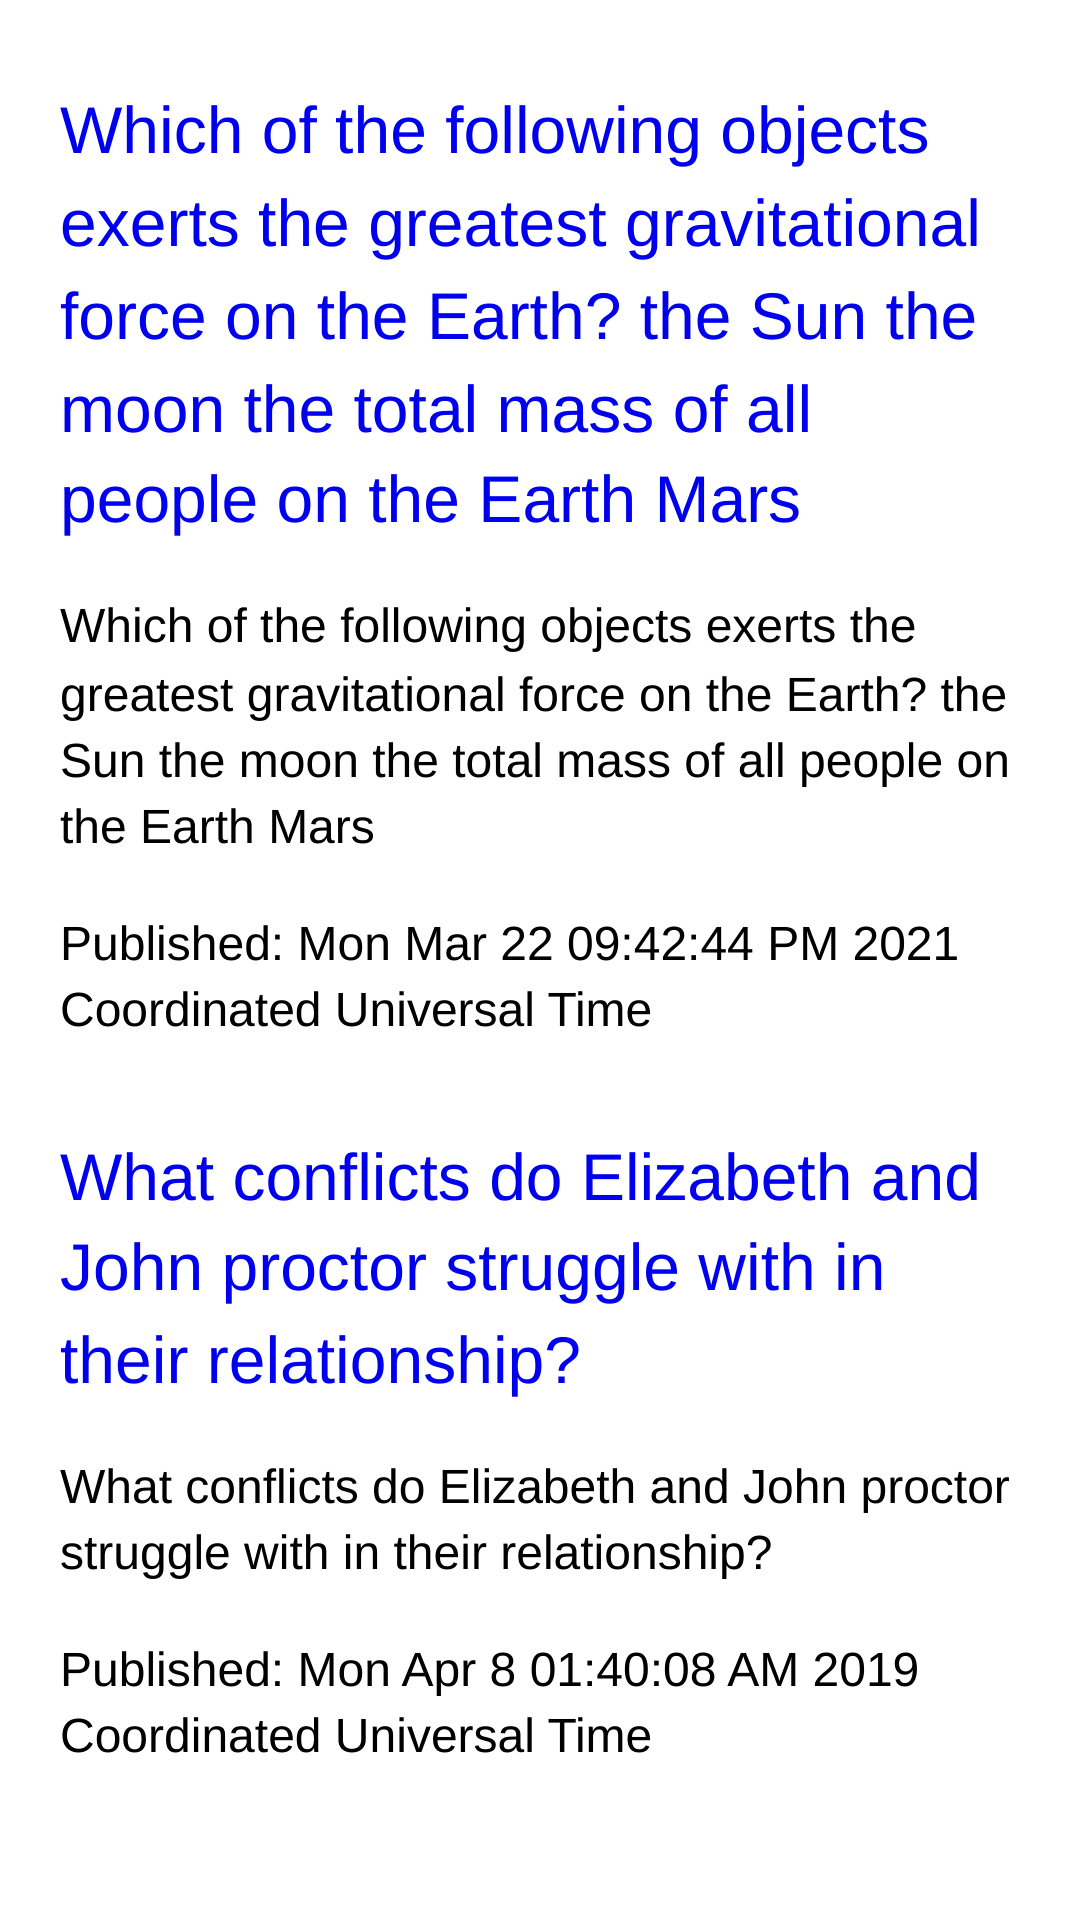 Which of the following objects
exerts the greatest gravitational
force on the Earth? the Sun the
moon the total mass of all
people on the Earth Mars
Which of the following objects exerts the
greatest gravitational force on the Earth? the
Sun the moon the total mass of all people on
the Earth Mars
Published: Mon Mar 22 09:42:44 PM 2021
Coordinated Universal Time
What conflicts do Elizabeth and
John proctor struggle with in
their relationship?
What conflicts do Elizabeth and John proctor
struggle with in their relationship?
Published: Mon Apr 8 01:40:08 AM 2019
Coordinated Universal Time